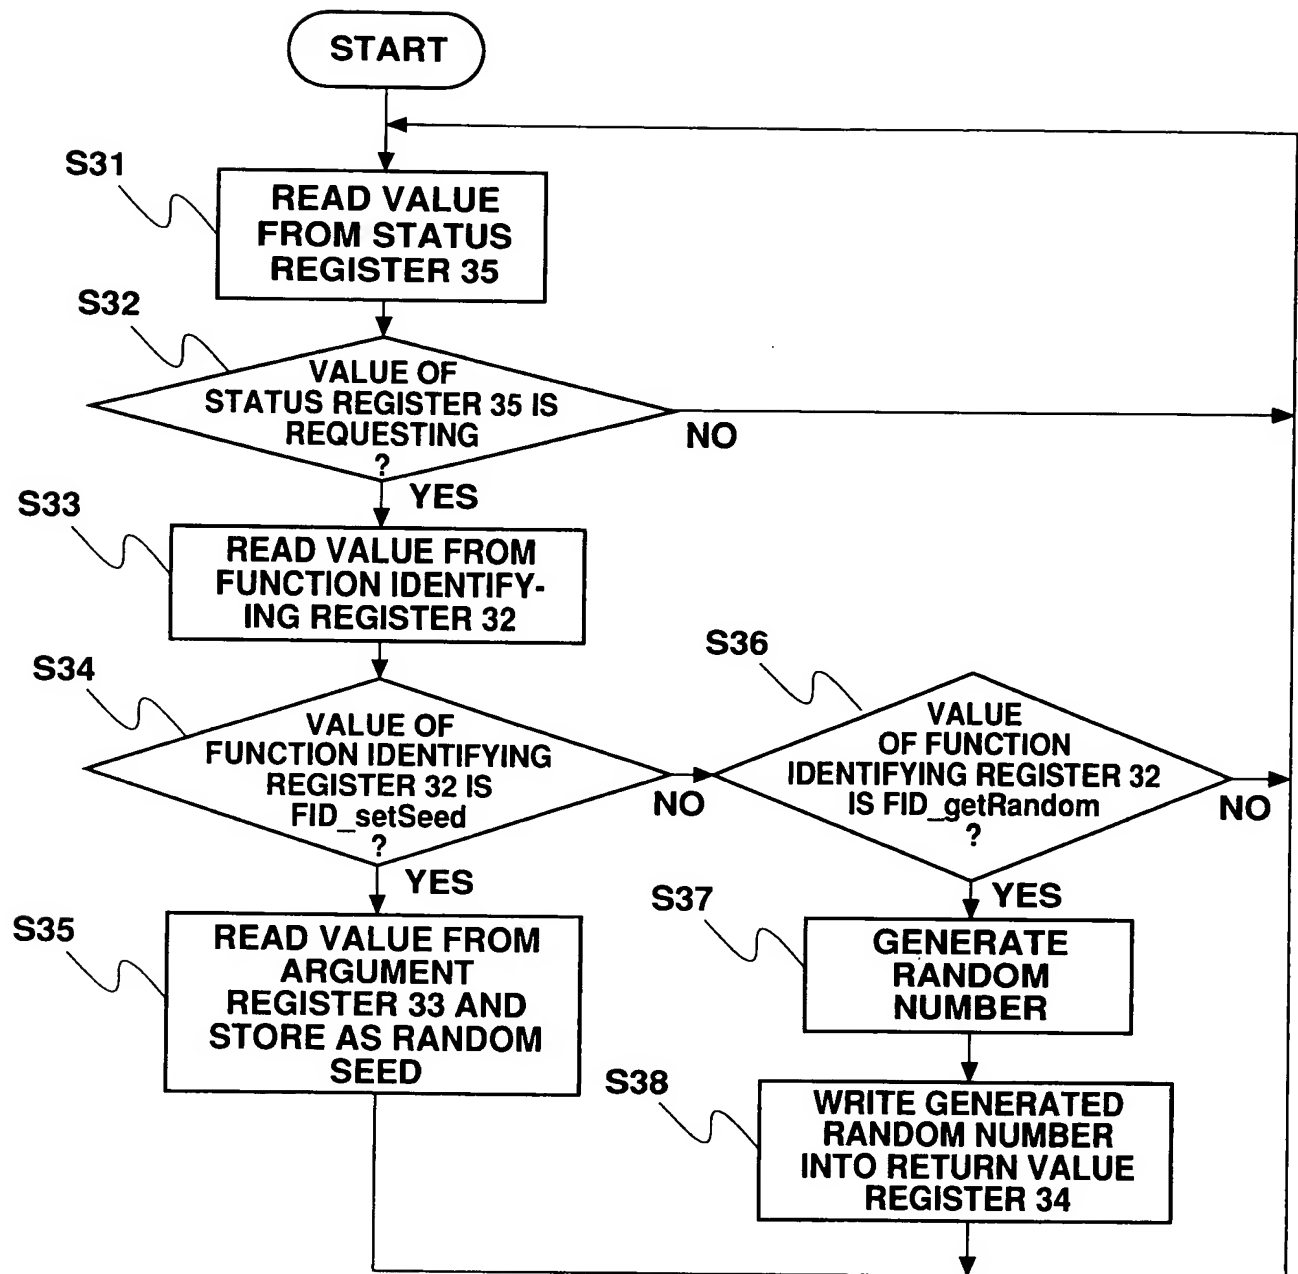 START
S31
READ VALUE
FROM STATUS
REGISTER 35
S32
VALUE OF
STATUS REGISTER 35 IS
REQUESTING
?
NO
YES
S33
READ VALUE FROM
FUNCTION IDENTIFY-
ING REGISTER 32
S34
VALUE OF
FUNCTION IDENTIFYING
REGISTER 32 IS
FID_setSeed
?
NO
YES
S36
VALUE
OF FUNCTION
IDENTIFYING REGISTER 32
IS FID_getRandom
?
NO
YES
S35
READ VALUE FROM
ARGUMENT
REGISTER 33 AND
STORE AS RANDOM
SEED
S37
GENERATE
RANDOM
NUMBER
S38
WRITE GENERATED
RANDOM NUMBER
INTO RETURN VALUE
REGISTER 34